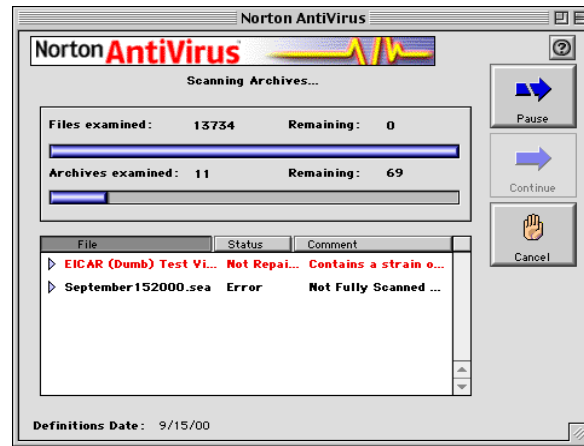 Norton AntiVirus
Norton AntiVirus
?
Scanning Archives...
Files examined: 13734 Remaining: 0
Pause
Archives examined: 11 Remaining: 69
Continue
File Status Comment
EICAR (Dumb) Test Vi... Not Repai... Contains a strain o...
Cancel
September152000.sea Error Not Fully Scanned ...
Definitions Date: 9/15/00